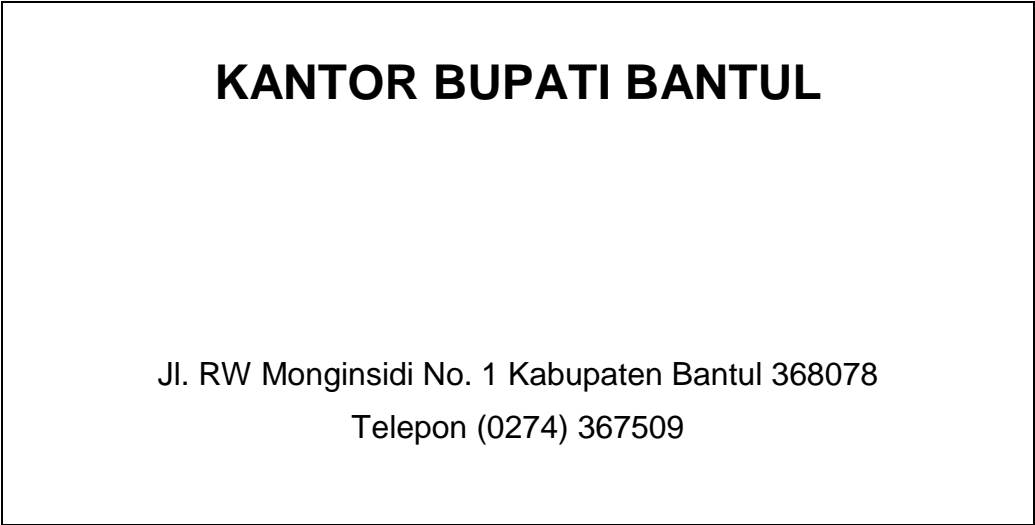 KANTOR BUPATI BANTUL
Jl. RW Monginsidi No. 1 Kabupaten Bantul 368078
Telepon (0274) 367509